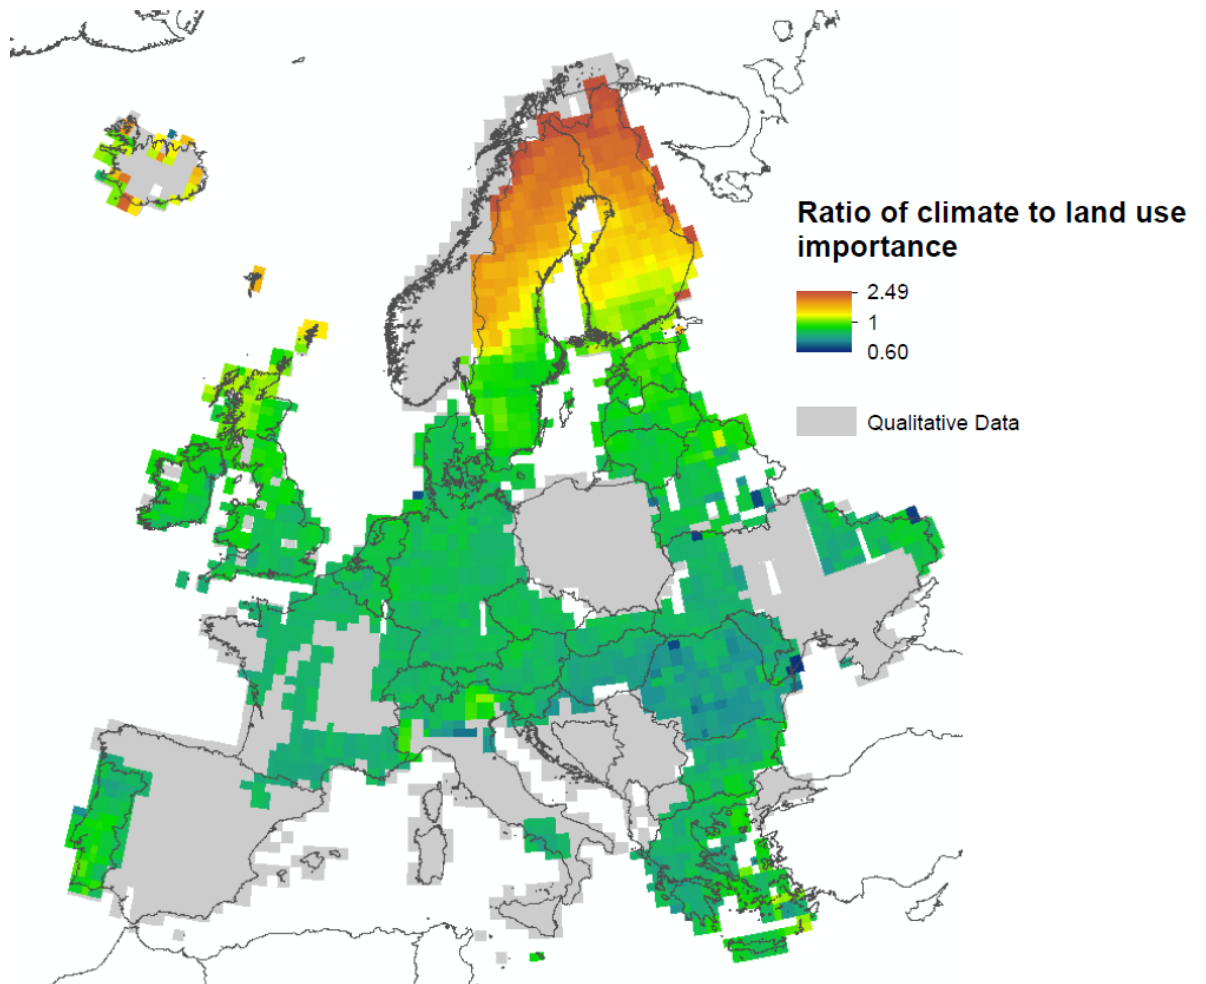 Ratio of climate to land use
importance
2.49
1
0.60
Qualitative Data